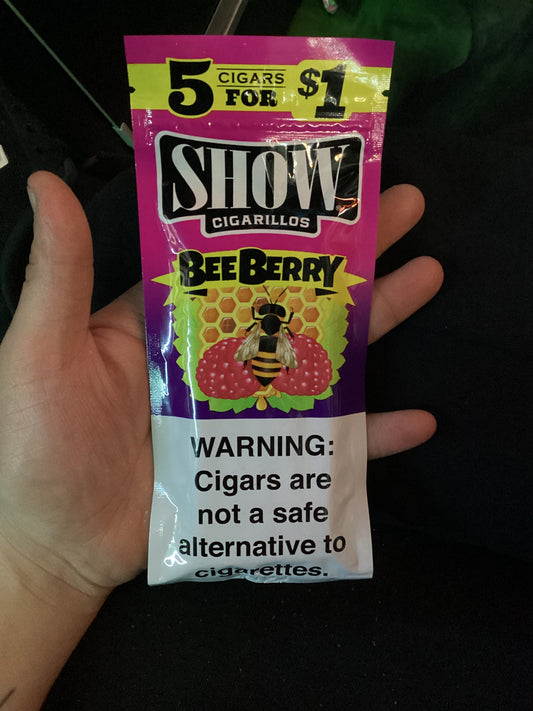 5 CIGARS FOR $1
SHOW
CIGARILLOS
BEEBERRY
WARNING:
Cigars are
not a safe
alternative to
cigarettes.